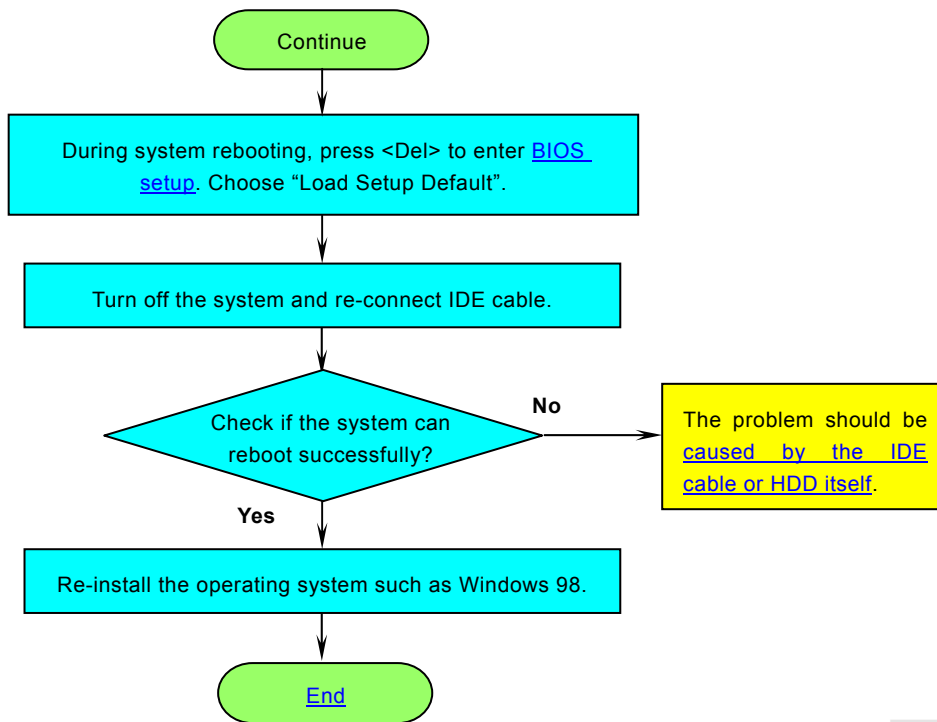 Continue
During system rebooting, press <Del> to enter BIOS
setup. Choose “Load Setup Default”.
Turn off the system and re-connect IDE cable.
Check if the system can
reboot successfully?
No
The problem should be
caused by the IDE
cable or HDD itself.
Yes
Re-install the operating system such as Windows 98.
End